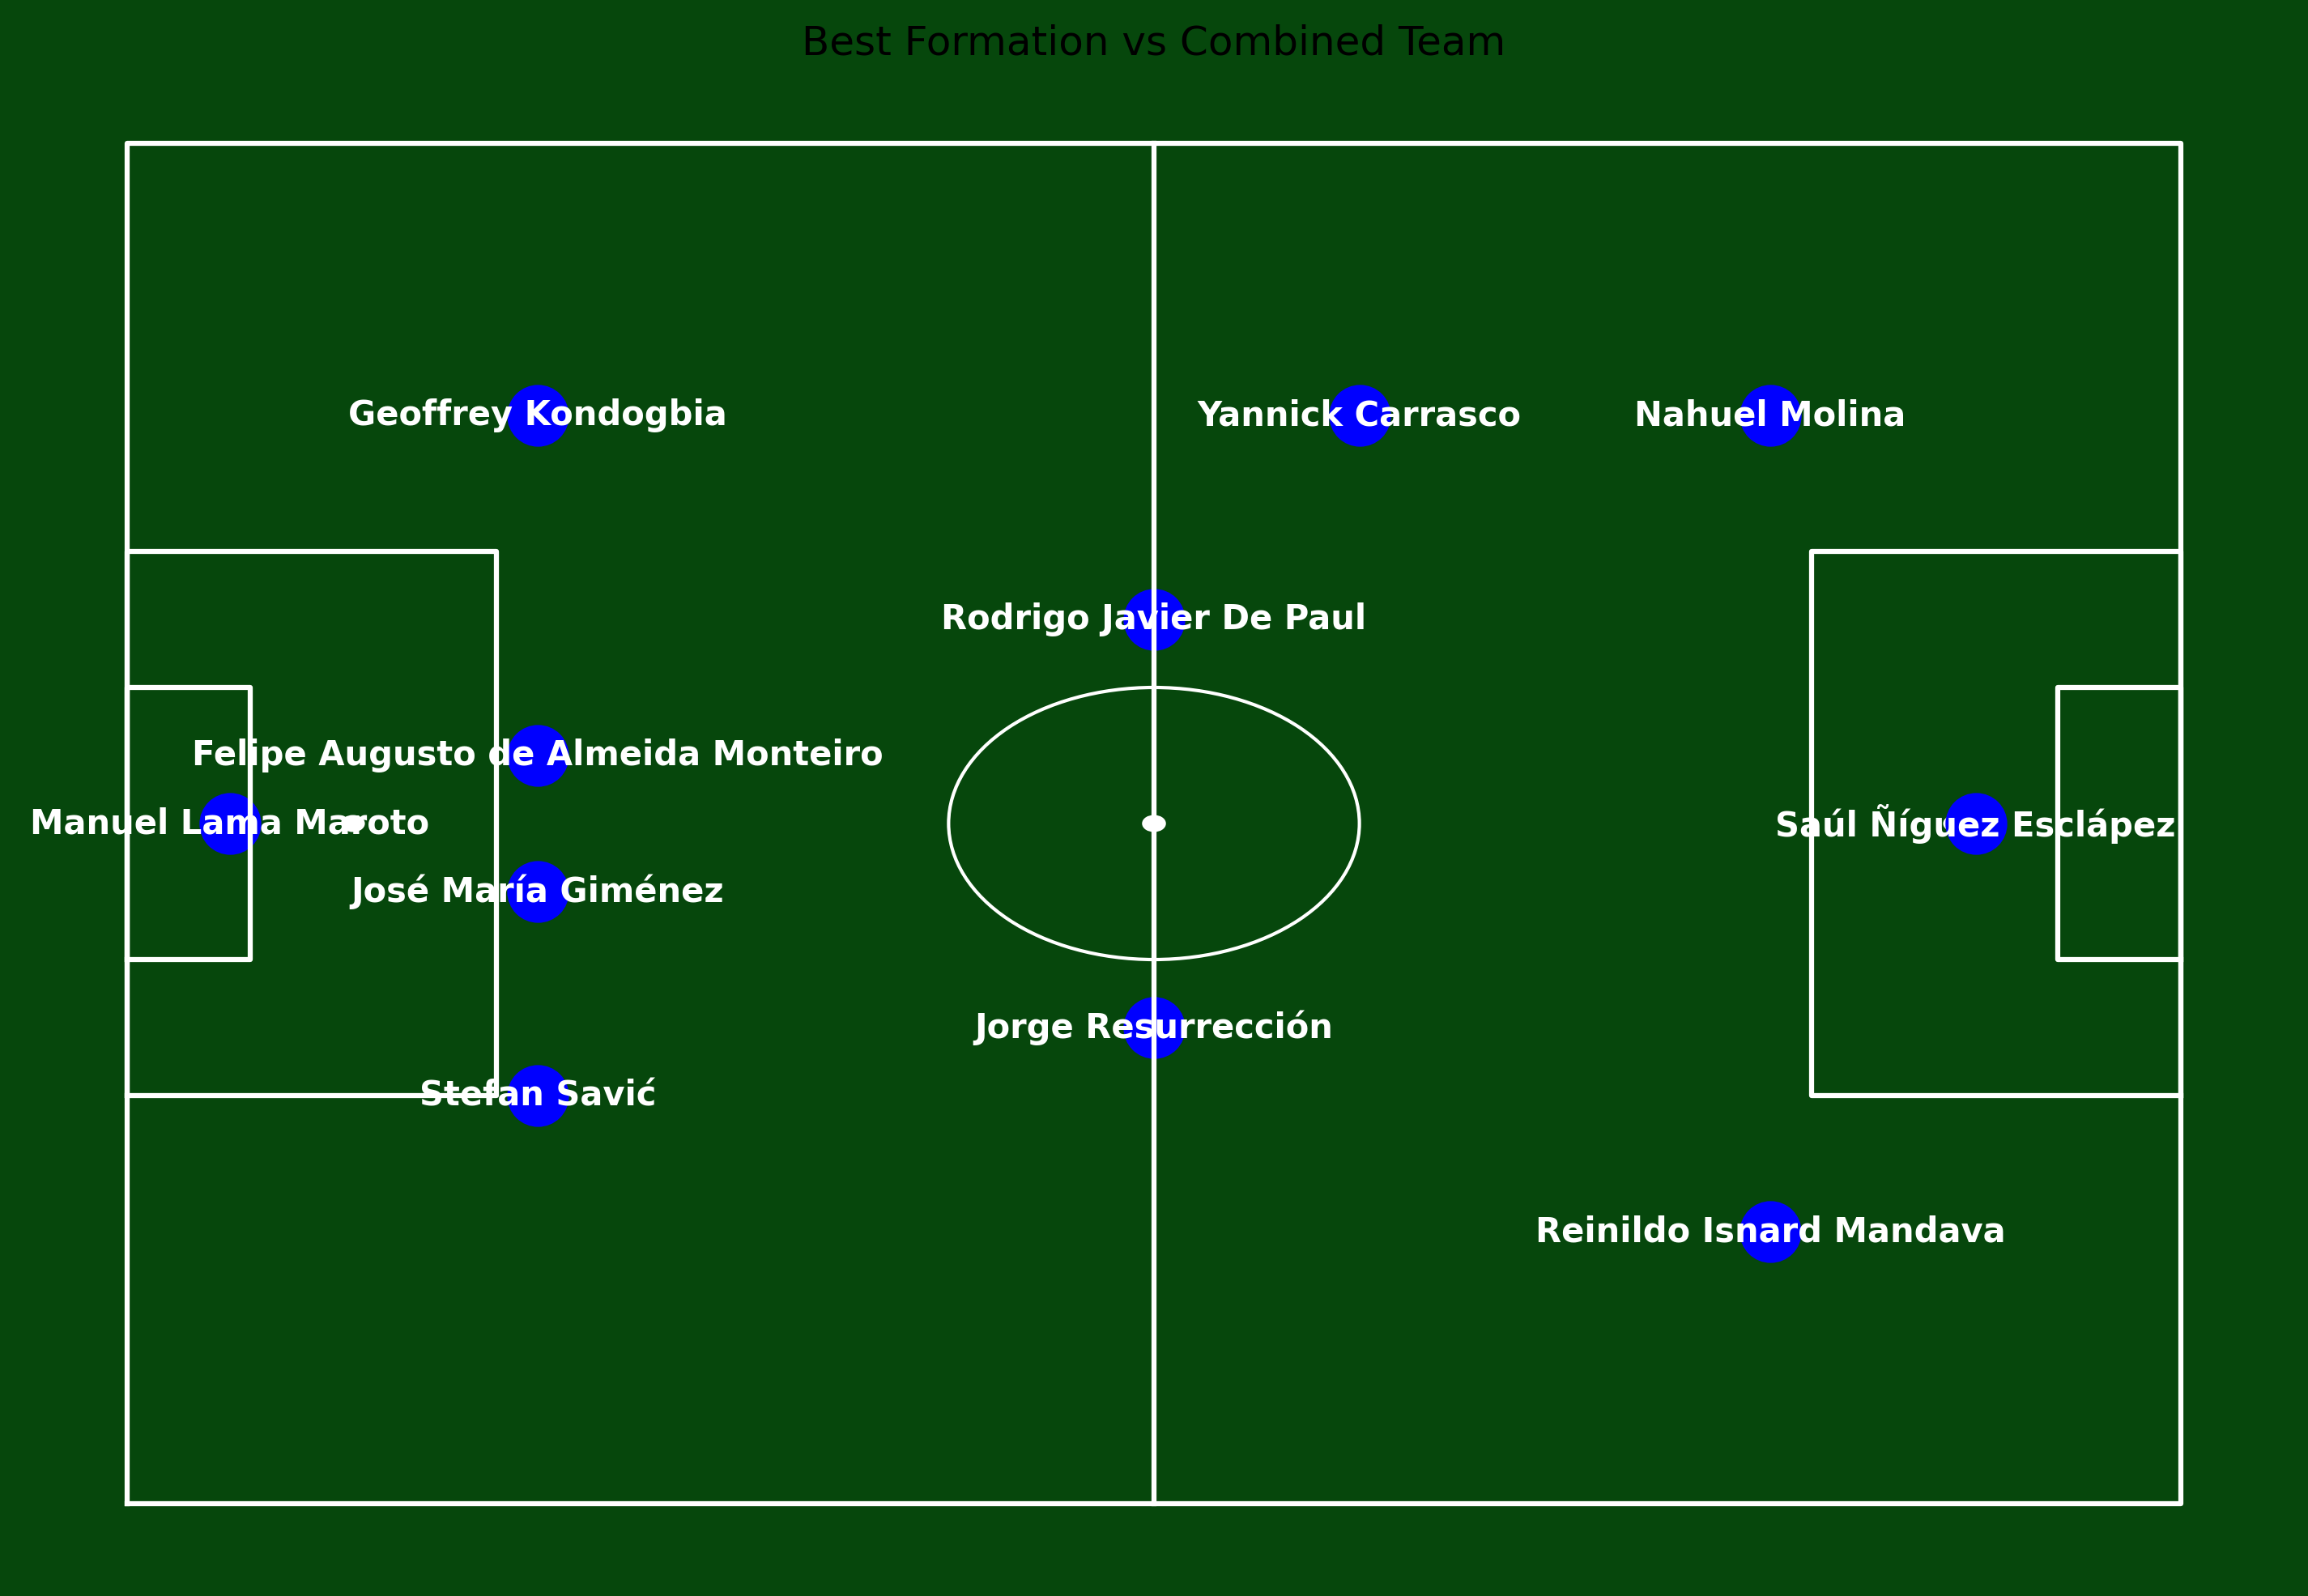 Best Formation vs Combined Team
Geoffrey Kondogbia
Yannick Carrasco
Nahuel Molina
Rodrigo Javier De Paul
Felipe Augusto de Almeida Monteiro
Manuel Lama Maroto
Saúl Ñíguez Esclápez
José María Giménez
Jorge Resurrección
Stefan Savić
Reinildo Isnard Mandava